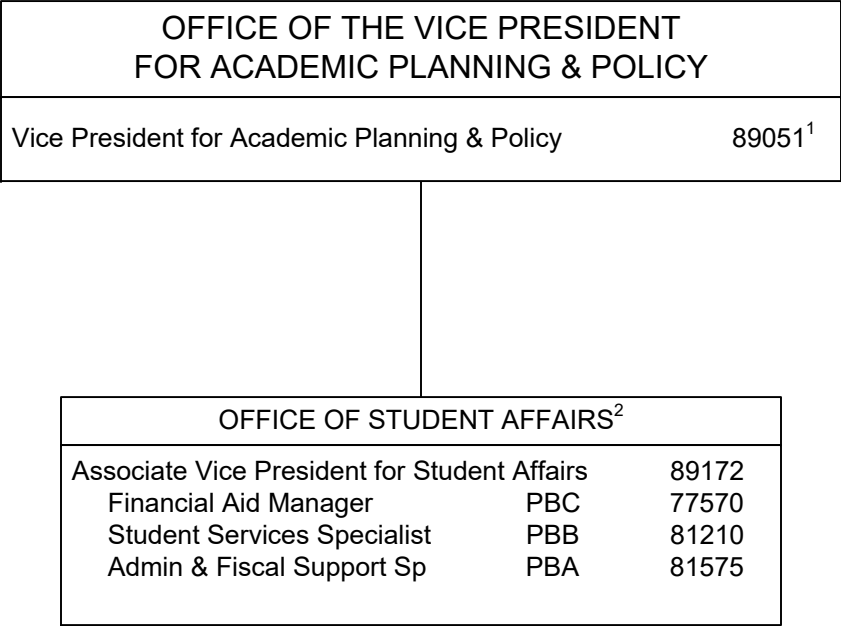 OFFICE OF THE VICE PRESIDENT
FOR ACADEMIC PLANNING & POLICY
Vice President for Academic Planning & Policy 89051¹
OFFICE OF STUDENT AFFAIRS²
Associate Vice President for Student Affairs 89172
Financial Aid Manager PBC 77570
Student Services Specialist PBB 81210
Admin & Fiscal Support Sp PBA 81575